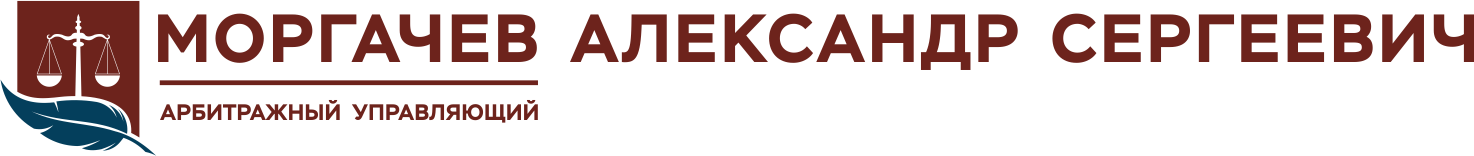 МОРГАЧЕВ АЛЕКСАНДР СЕРГЕЕВИЧ
АРБИТРАЖНЫЙ УПРАВЛЯЮЩИЙ